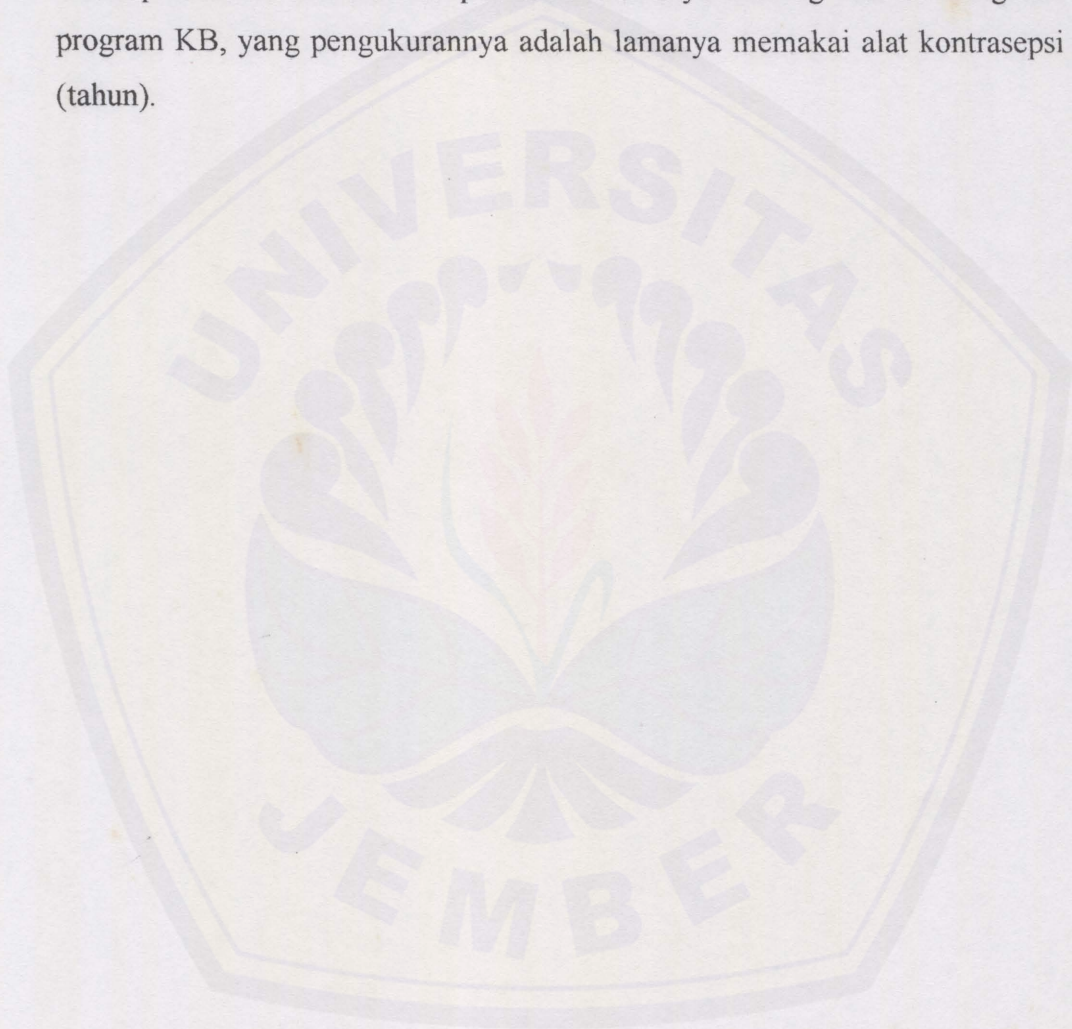 program KB, yang pengukurannya adalah lamanya memakai alat kontrasepsi
(tahun).
UNIVERSITAS
JEMBER